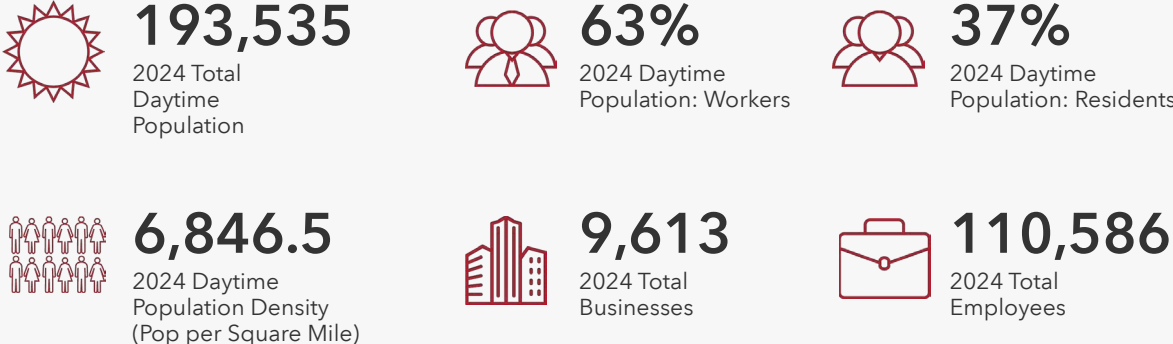 193,535
2024 Total
Daytime
Population
63%
2024 Daytime
Population: Workers
37%
2024 Daytime
Population: Residents
6,846.5
2024 Daytime
Population Density
(Pop per Square Mile)
9,613
2024 Total
Businesses
110,586
2024 Total
Employees